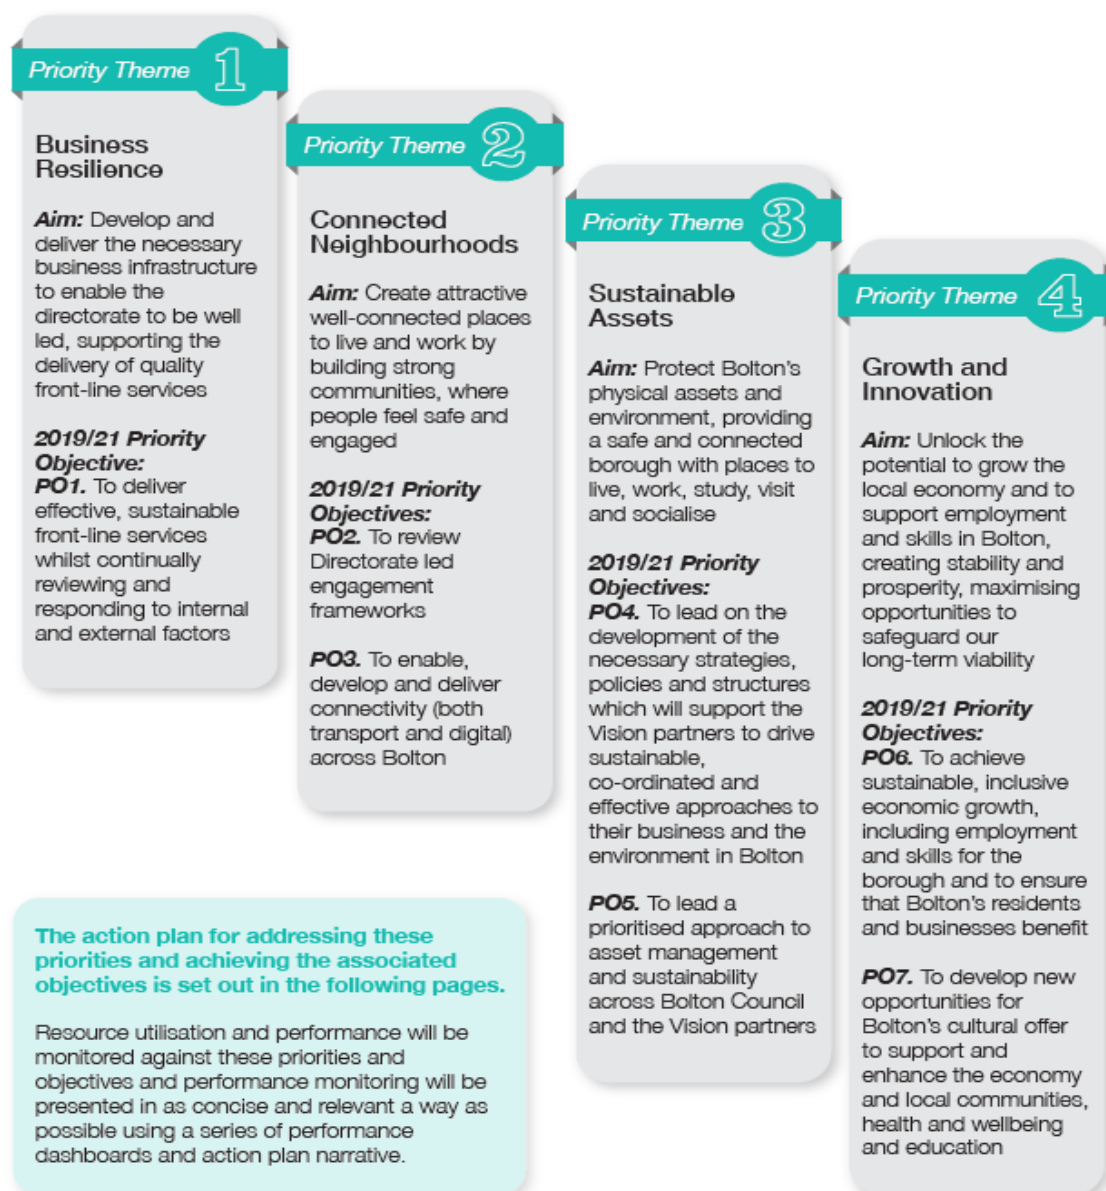 Priority Theme 1
Business
Resilience
Aim: Develop and
deliver the necessary
business infrastructure
to enable the
directorate to be well
led, supporting the
delivery of quality
front-line services
2019/21 Priority
Objective:
PO1. To deliver
effective, sustainable
front-line services
whilst continually
reviewing and
responding to internal
and external factors
Priority Theme 2
Connected
Neighbourhoods
Aim: Create attractive
well-connected places
to live and work by
building strong
communities, where
people feel safe and
engaged
2019/21 Priority
Objectives:
PO2. To review
Directorate led
engagement
frameworks
PO3. To enable,
develop and deliver
connectivity (both
transport and digital)
across Bolton
Priority Theme 3
Sustainable
Assets
Aim: Protect Bolton's
physical assets and
environment, providing
a safe and connected
borough with places to
live, work, study, visit
and socialise
2019/21 Priority
Objectives:
PO4. To lead on the
development of the
necessary strategies,
policies and structures
which will support the
Vision partners to drive
sustainable,
co-ordinated and
effective approaches to
their business and the
environment in Bolton
PO5. To lead a
prioritised approach to
asset management
and sustainability
across Bolton Council
and the Vision partners
Priority Theme 4
Growth and
Innovation
Aim: Unlock the
potential to grow the
local economy and to
support employment
and skills in Bolton,
creating stability and
prosperity, maximising
opportunities to
safeguard our
long-term viability
2019/21 Priority
Objectives:
PO6. To achieve
sustainable, inclusive
economic growth,
including employment
and skills for the
borough and to ensure
that Bolton's residents
and businesses benefit
PO7. To develop new
opportunities for
Bolton's cultural offer
to support and
enhance the economy
and local communities,
health and wellbeing
and education
The action plan for addressing these
priorities and achieving the associated
objectives is set out in the following pages.
Resource utilisation and performance will be
monitored against these priorities and
objectives and performance monitoring will be
presented in as concise and relevant a way as
possible using a series of performance
dashboards and action plan narrative.